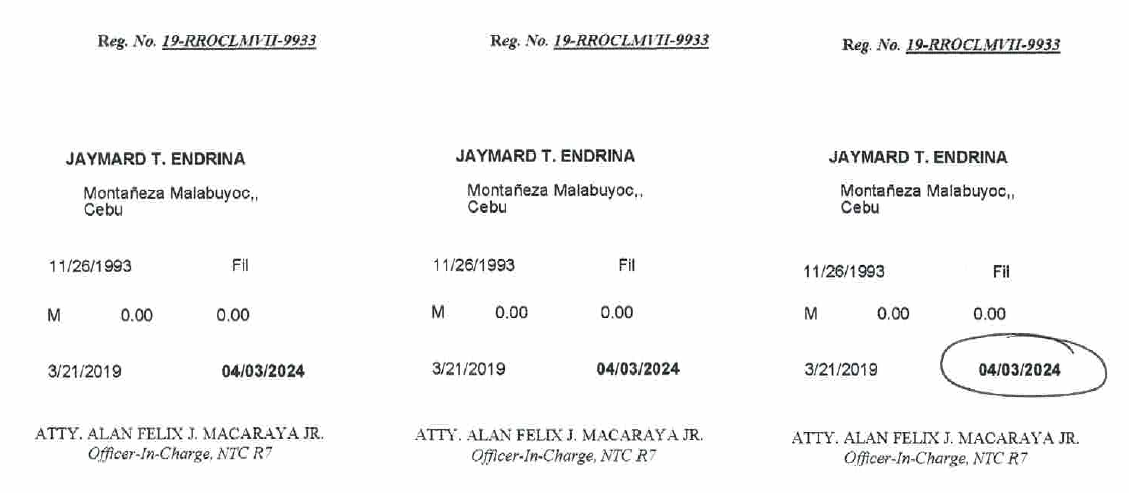 Reg. No. 19-RROCLMVII-9933
JAYMARD T. ENDRINA
Montañeza Malabuyoc,,
Cebu
11/26/1993 Fil
M 0.00 0.00
3/21/2019 04/03/2024
ATTY. ALAN FELIX J. MACARAYA JR.
Officer-In-Charge, NTC R7
Reg. No. 19-RROCLMVII-9933
JAYMARD T. ENDRINA
Montañeza Malabuyoc,,
Cebu
11/26/1993 Fil
M 0.00 0.00
3/21/2019 04/03/2024
ATTY. ALAN FELIX J. MACARAYA JR.
Officer-In-Charge, NTC R7
Reg. No. 19-RROCLMVII-9933
JAYMARD T. ENDRINA
Montañeza Malabuyoc,,
Cebu
11/26/1993 Fil
M 0.00 0.00
3/21/2019 04/03/2024
ATTY. ALAN FELIX J. MACARAYA JR.
Officer-In-Charge, NTC R7